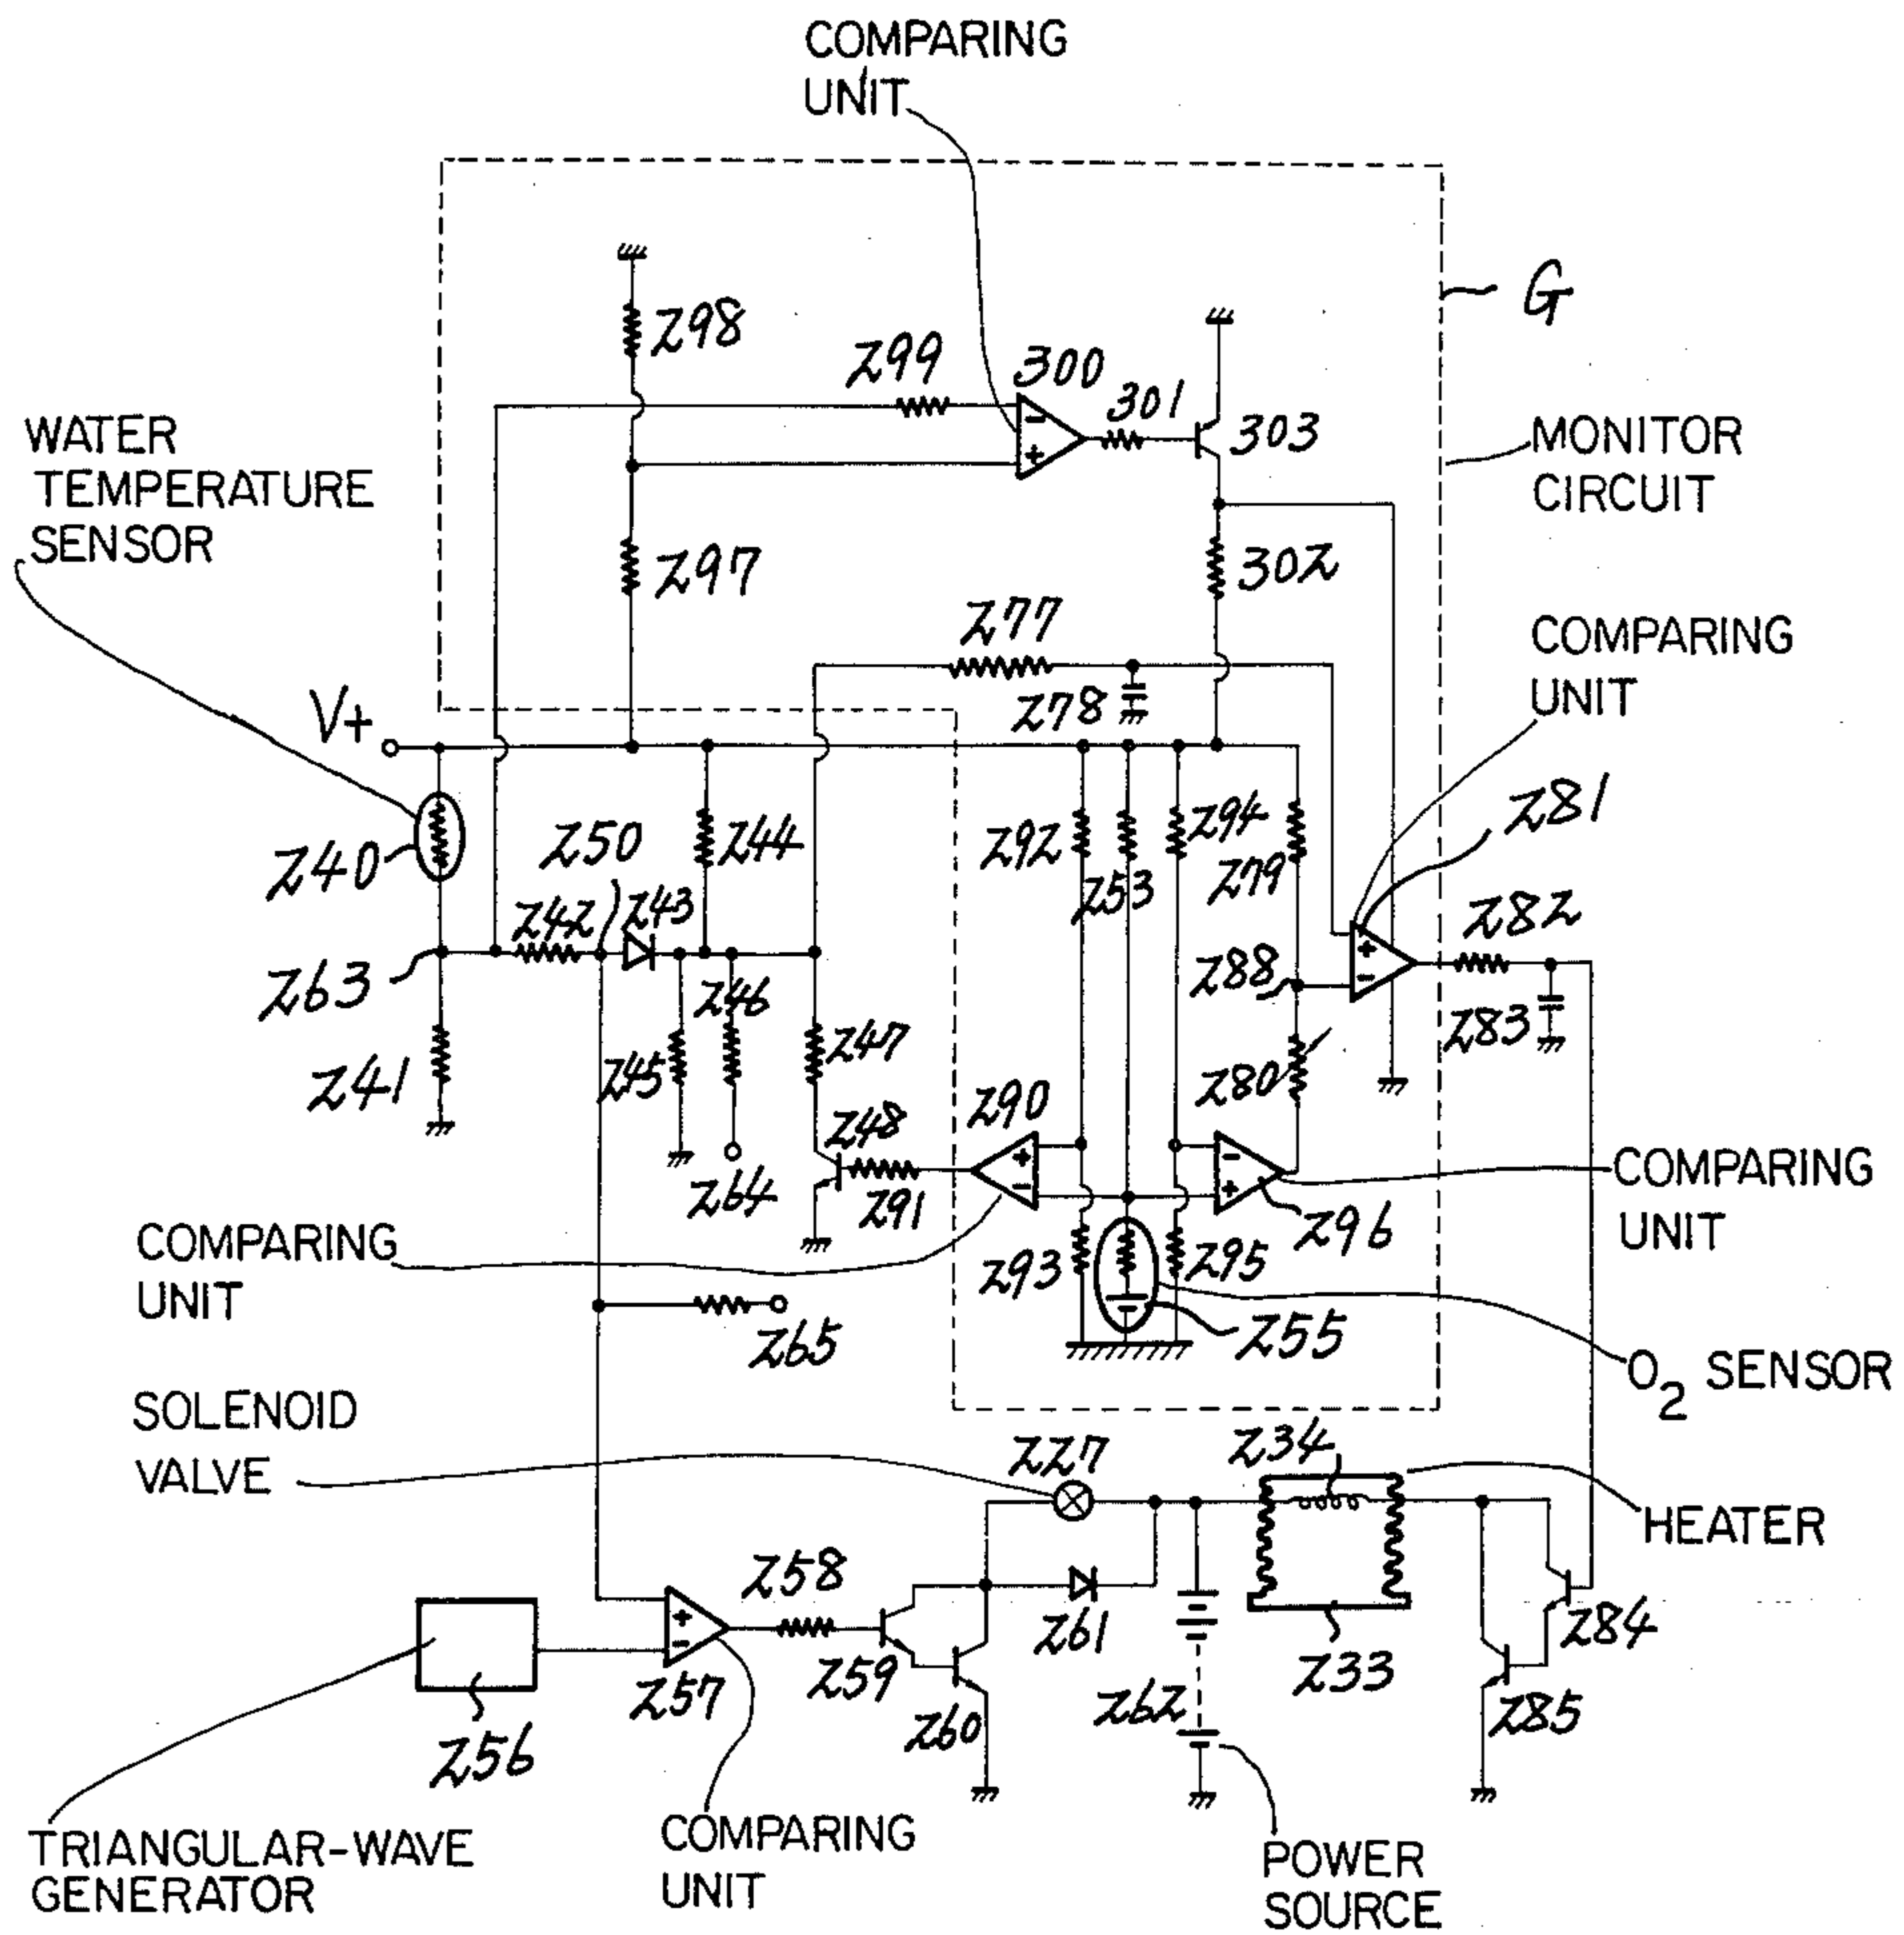 COMPARING
UNIT
G
298
299
300
301
303
WATER
TEMPERATURE
SENSOR
MONITOR
CIRCUIT
297
302
277
COMPARING
UNIT
278
V+
281
240
250
244
292
253
294
279
242
243
282
263
288
246
247
283
241
245
280
290
248
264
291
COMPARING
UNIT
296
COMPARING
UNIT
293
295
265
255
O2 SENSOR
SOLENOID
VALVE
227
234
HEATER
+
-
258
261
284
259
257
233
262
285
256
260
TRIANGULAR-WAVE
GENERATOR
COMPARING
UNIT
POWER
SOURCE